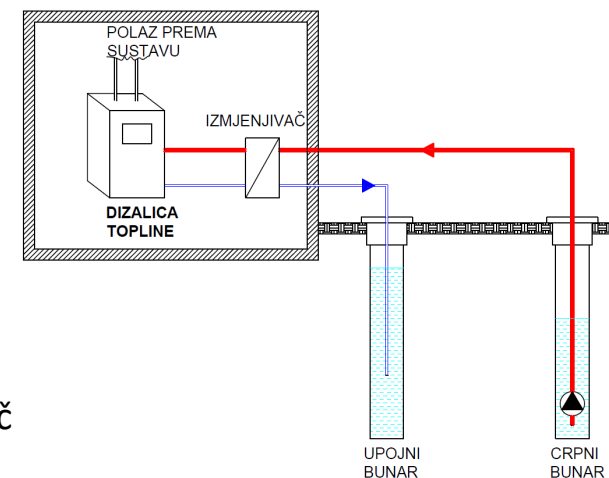 POLAZ PREMA
SUSTAVU
IZMJENJIVAČ
DIZALICA
TOPLINE
Č
UPOJNI
BUNAR
CRPNI
BUNAR